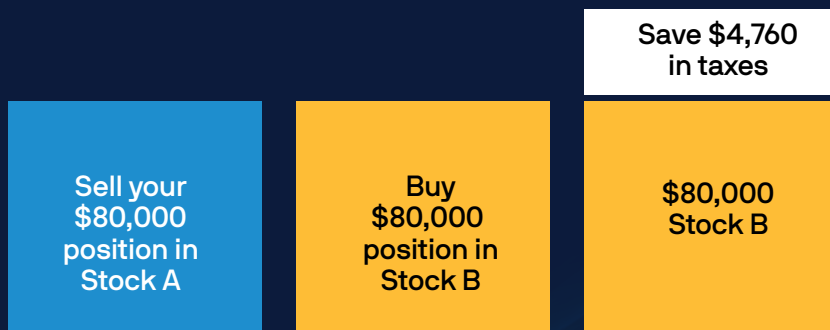 Save $4,760
in taxes
Sell your
$80,000
position in
Stock A
Buy
$80,000
position in
Stock B
$80,000
Stock B